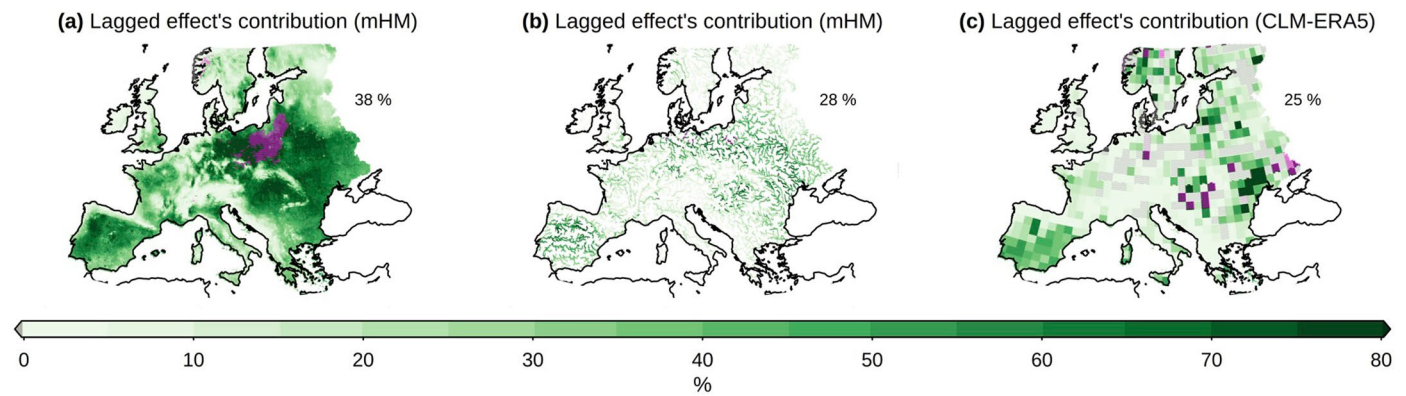 (a) Lagged effect's contribution (mHM)
(b) Lagged effect's contribution (mHM)
(c) Lagged effect's contribution (CLM-ERA5)
38 %
28 %
25 %
0 10 20 30 40 50 60 70 80
%